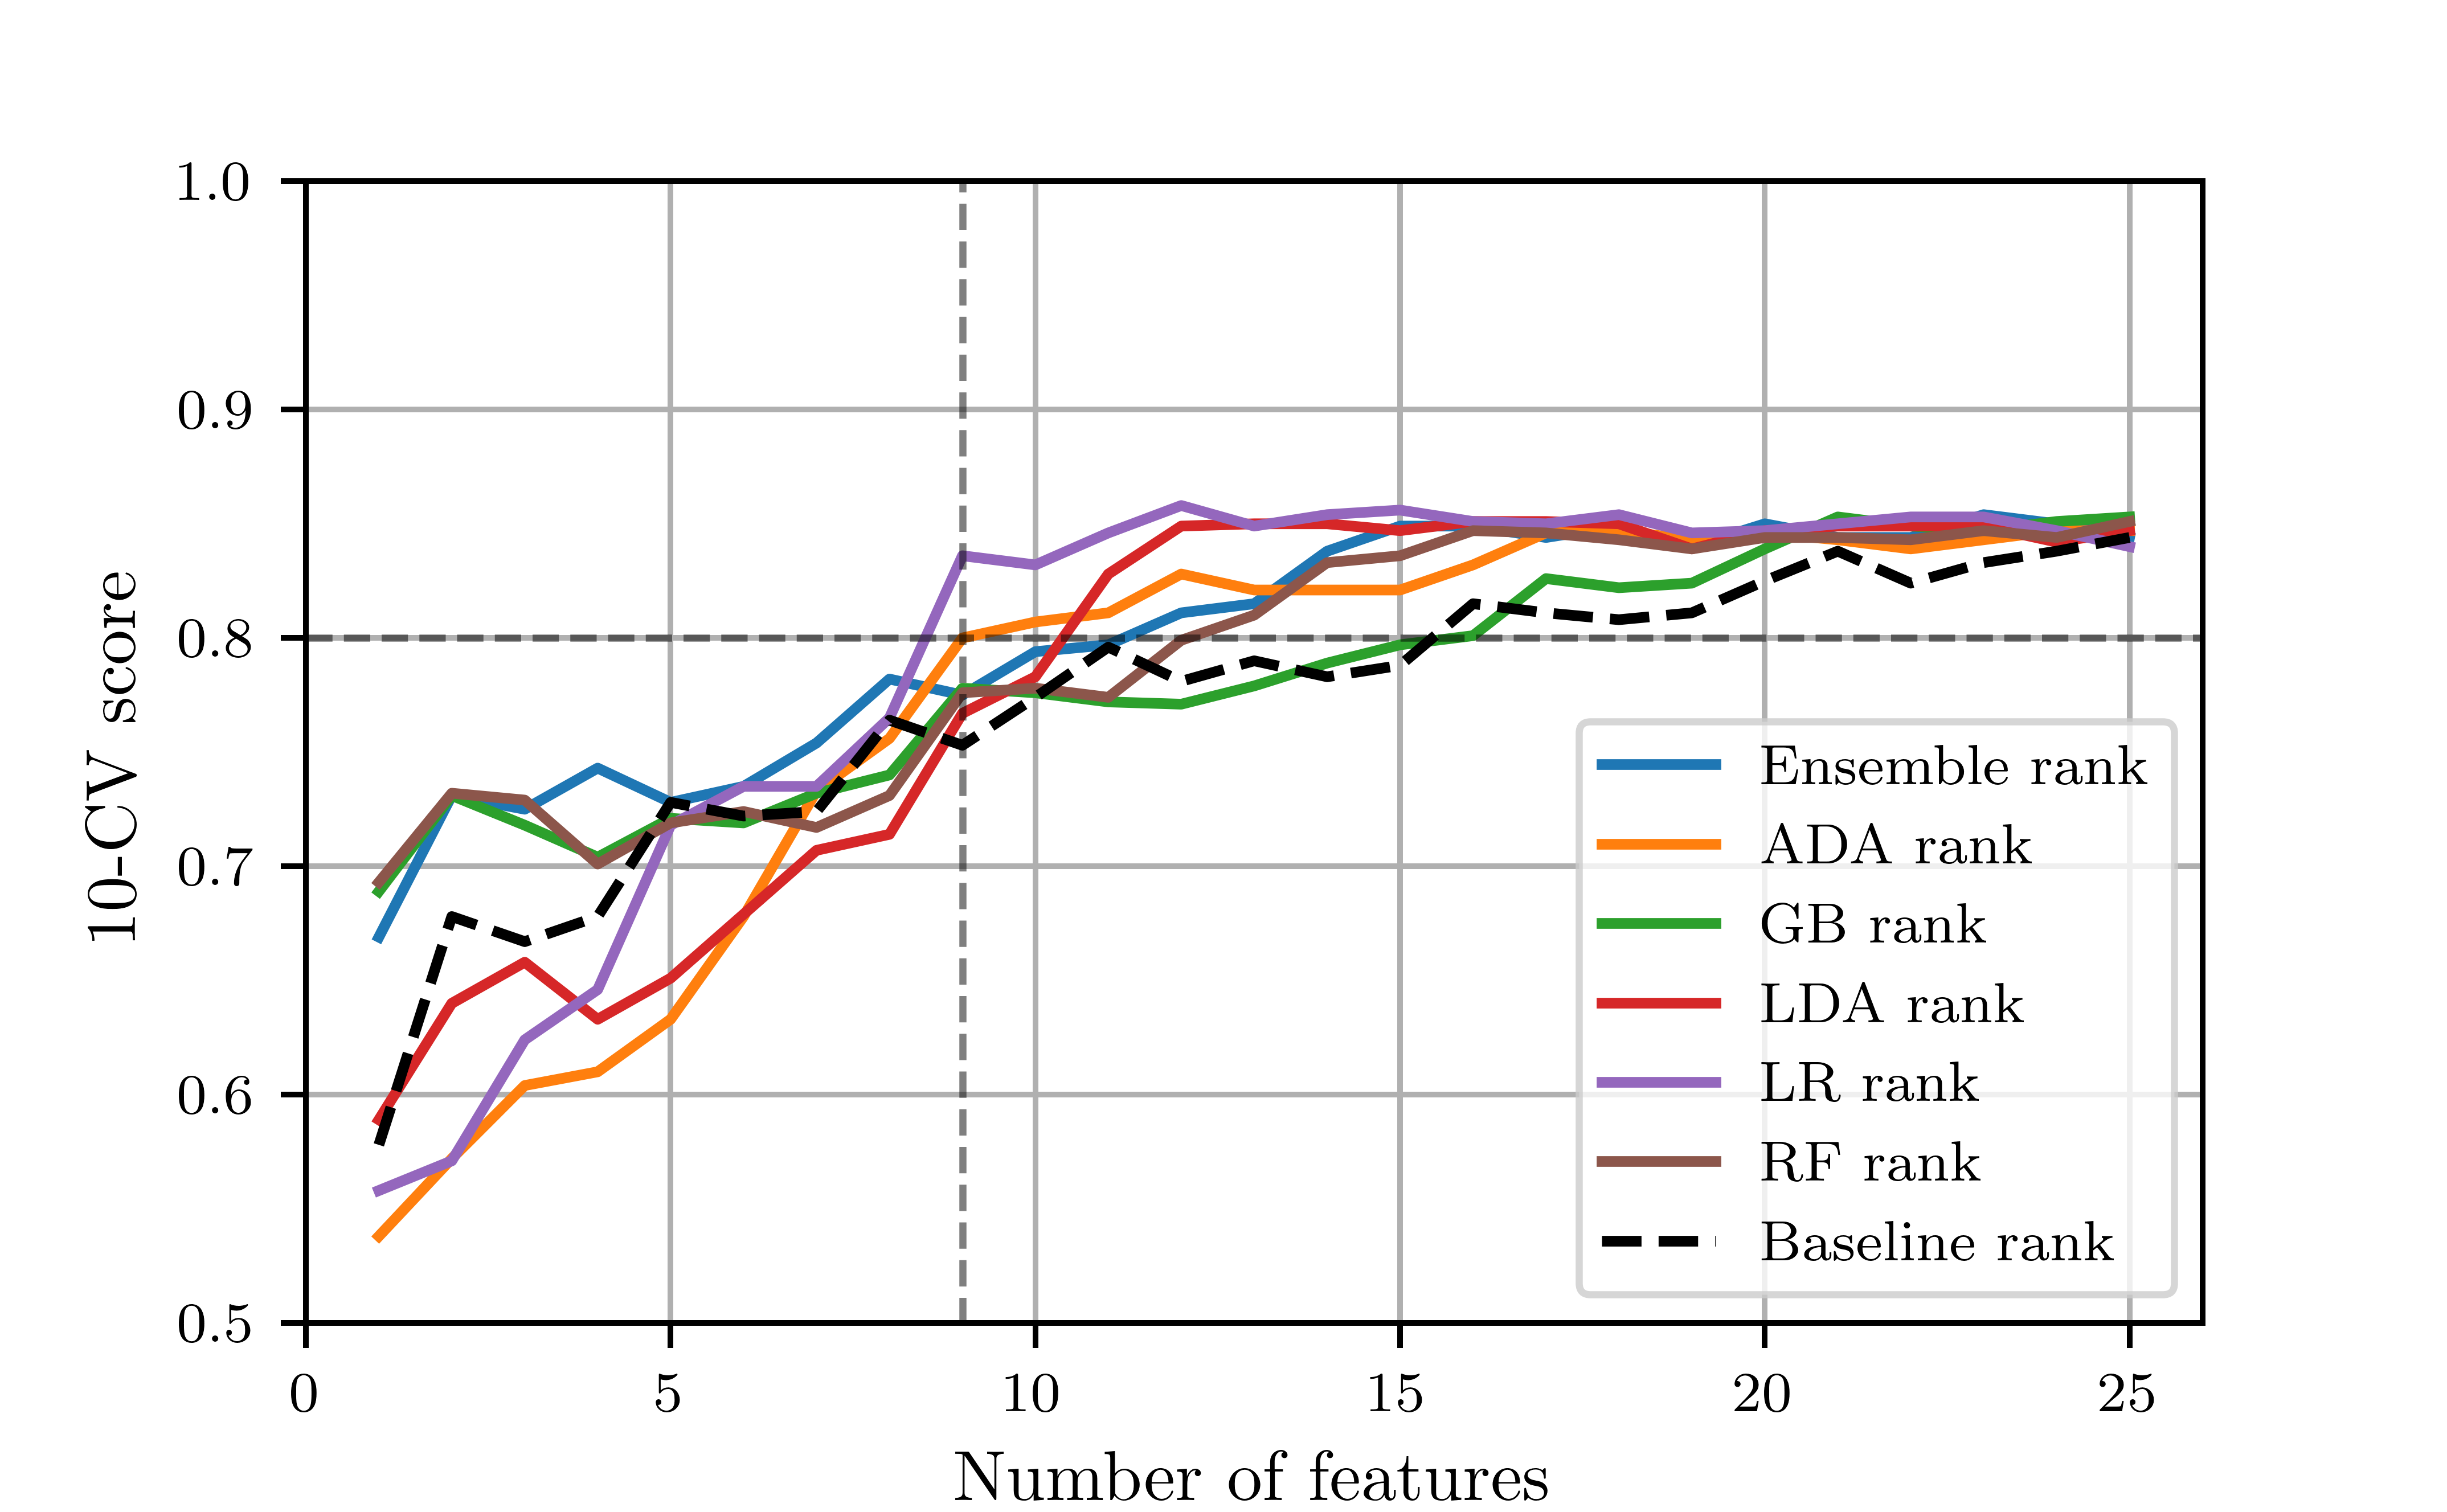 1.0
0.9
0.8
0.7
0.6
0.5
10-CV score
0 5 10 15 20 25
Number of features
Ensemble rank
ADA rank
GB rank
LDA rank
LR rank
RF rank
Baseline rank